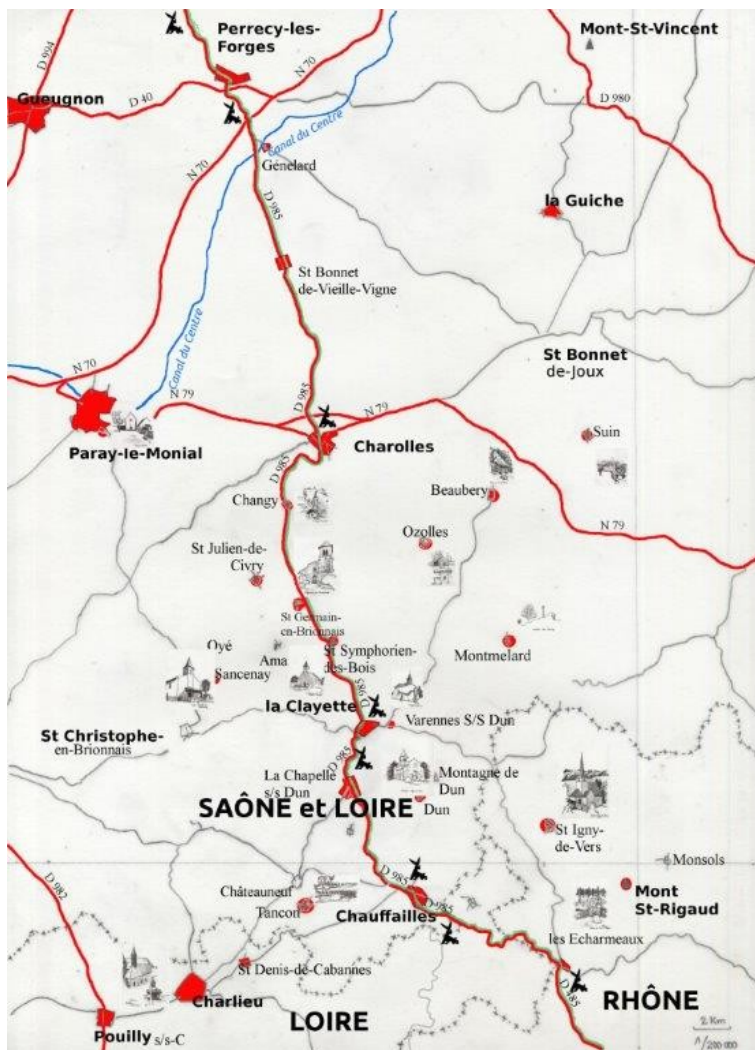 Perrecy-les-
Forges
Mont-St-Vincent
D 994
N 70
Gueugnon
D 40
D 980
Canal du Centre
Génelard
N 70
D 985
la Guiche
St Bonnet
de-Vieille-Vigne
Canal du Centre
St Bonnet
de-Joux
N 70
N 79
D 985
N 79
Paray-le-Monial
Charolles
Suin
D 985
Beaubery
Changy
N 79
Ozolles
St Julien-de-
Civry
St Germain-
en-Brionnais
Oyé
Ama
St Symphorien-
des-Bois
Montmelard
Sancenay
D 985
la Clayette
Varennes S/S Dun
St Christophe-
en-Brionnais
D 985
La Chapelle
s/s Dun
Montagne de
Dun
Dun
SAÔNE et LOIRE
St Igny-
de-Vers
Monsols
D 982
Châteauneuf
Tancon
D 985
D 985
Chauffailles
Mont
St-Rigaud
les Echarmeaux
St Denis-de-Cabannes
Charlieu
D 485
RHÔNE
LOIRE
Pouilly s/s-C
2 Km
1/200 000